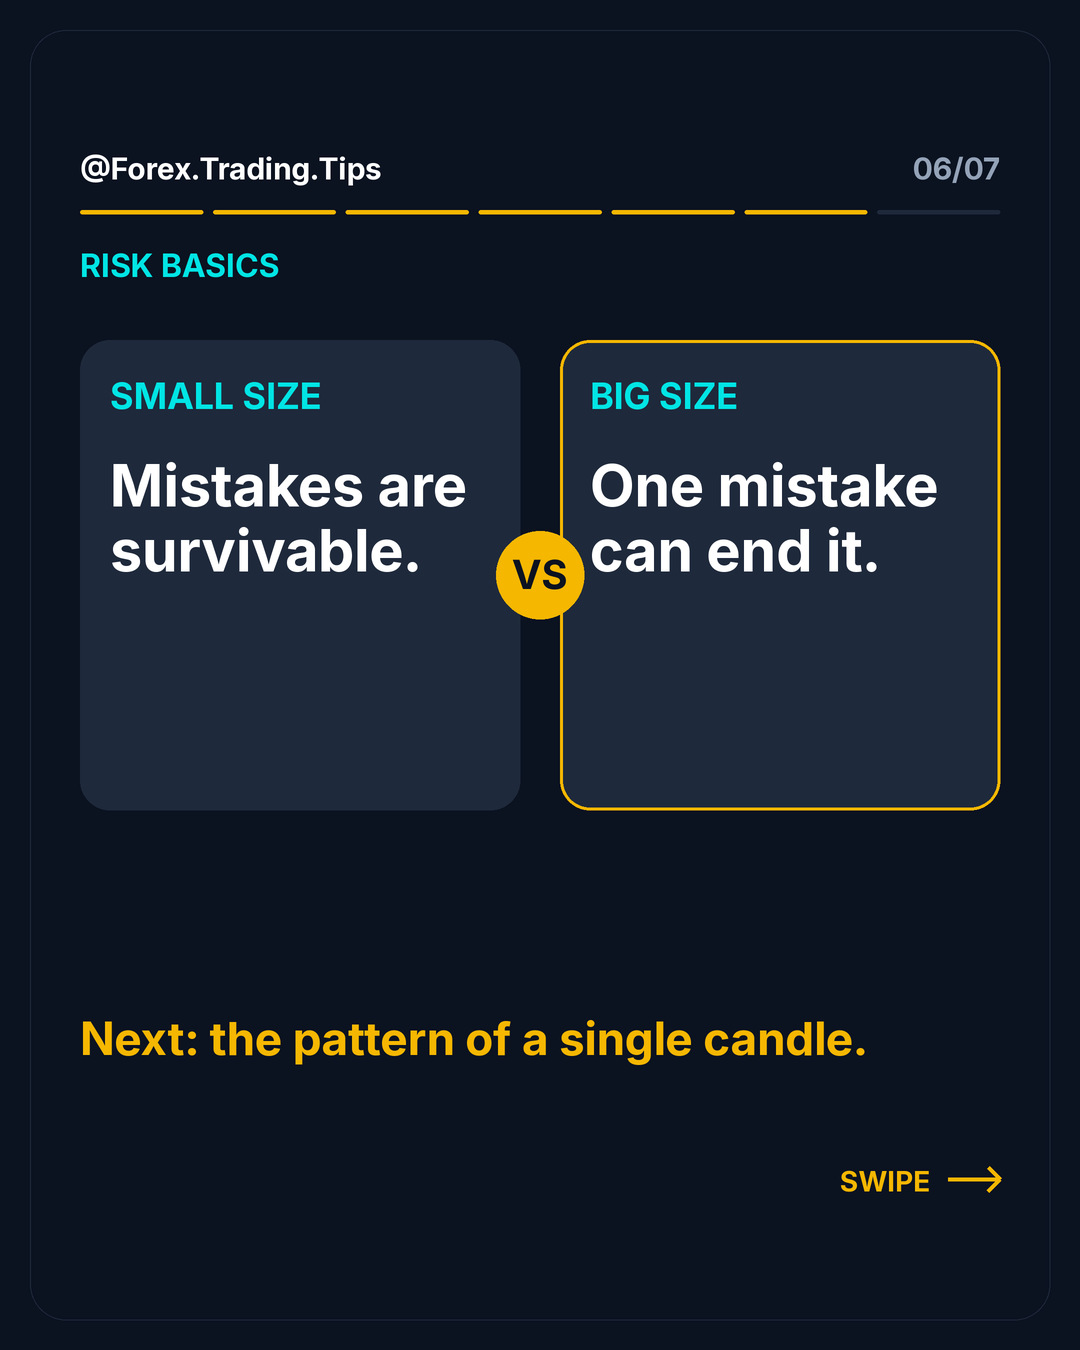 @Forex.Trading.Tips
06/07
RISK BASICS
SMALL SIZE
Mistakes are
survivable.
VS
BIG SIZE
One mistake
can end it.
Next: the pattern of a single candle.
SWIPE